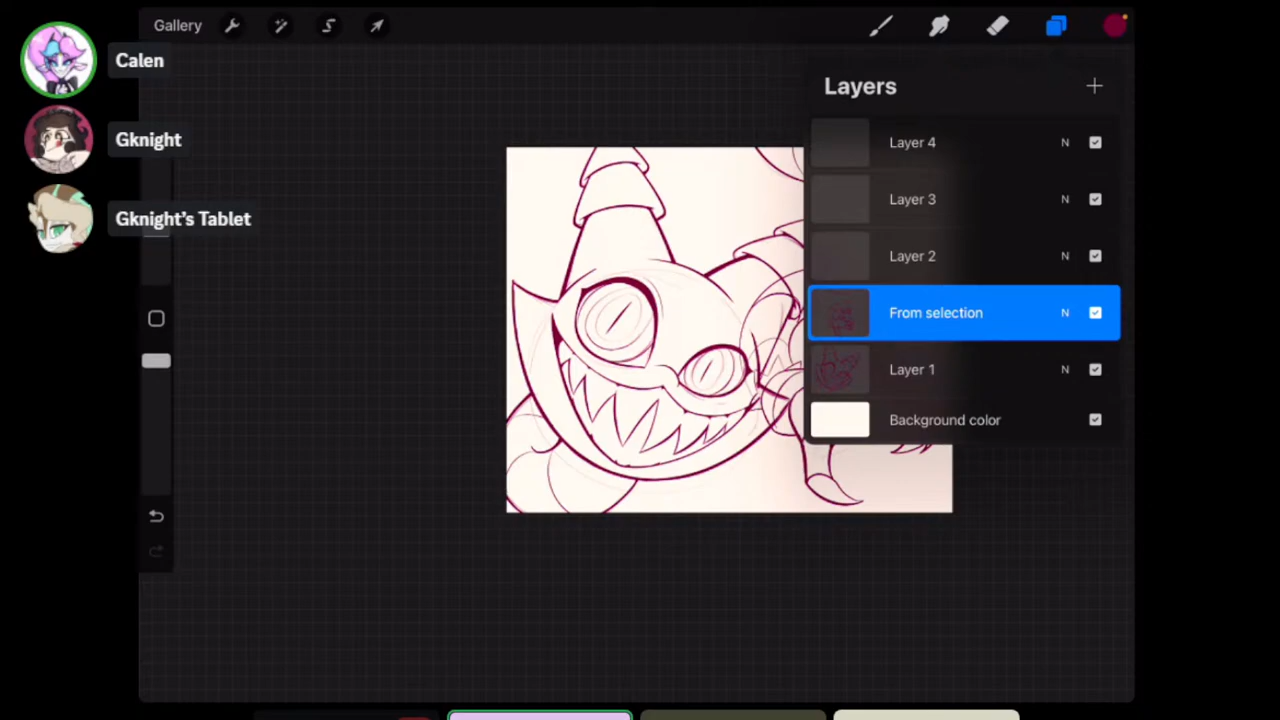 Gallery
Calen
Gknight
Gknight's Tablet
Layers
Layer 4 N
Layer 3 N
Layer 2 N
From selection N
Layer 1 N
Background color